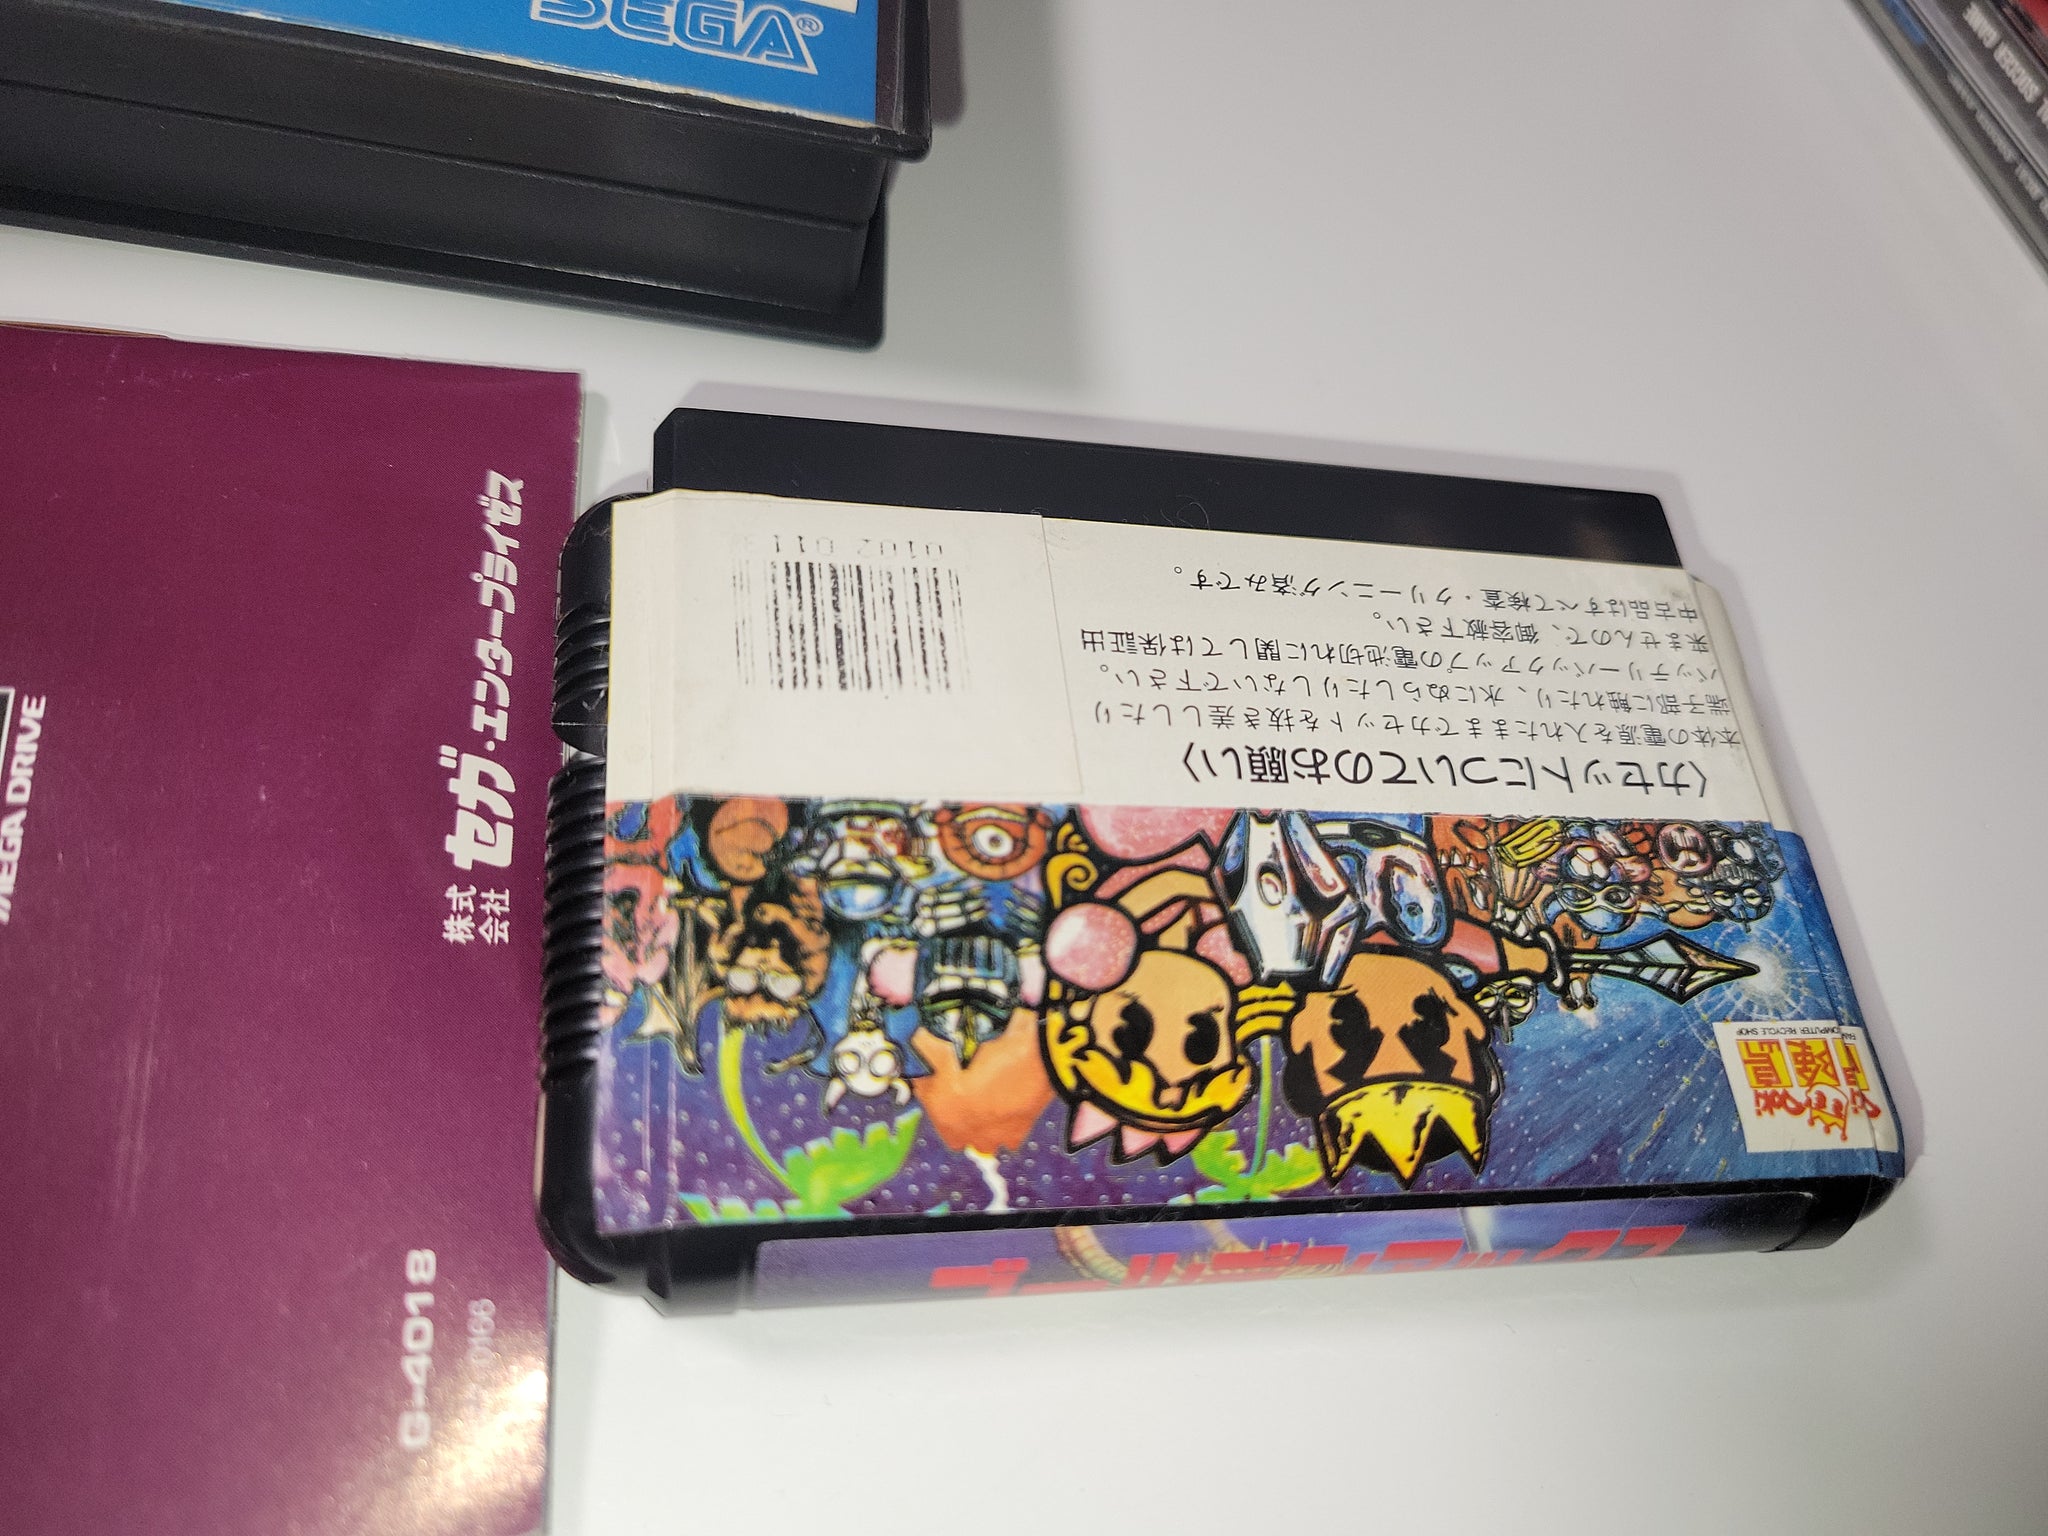 SEGA®
SOCCER GAME
MEGA DRIVE
株式会社 セガ・エンタープライゼス
G-4018
0102 011
〈カセットについてのお願い〉
本体の電源を入れたままでカセットを抜き差ししたり
端子部に触れたり、水にぬらしたりしないで下さい。
バッテリーバックアップの電池切れに関しては保証出
来ませんので、御容赦下さい。
中古品はすべて検査・クリーニング済みです。
COMPUTER RECYCLE SHOP